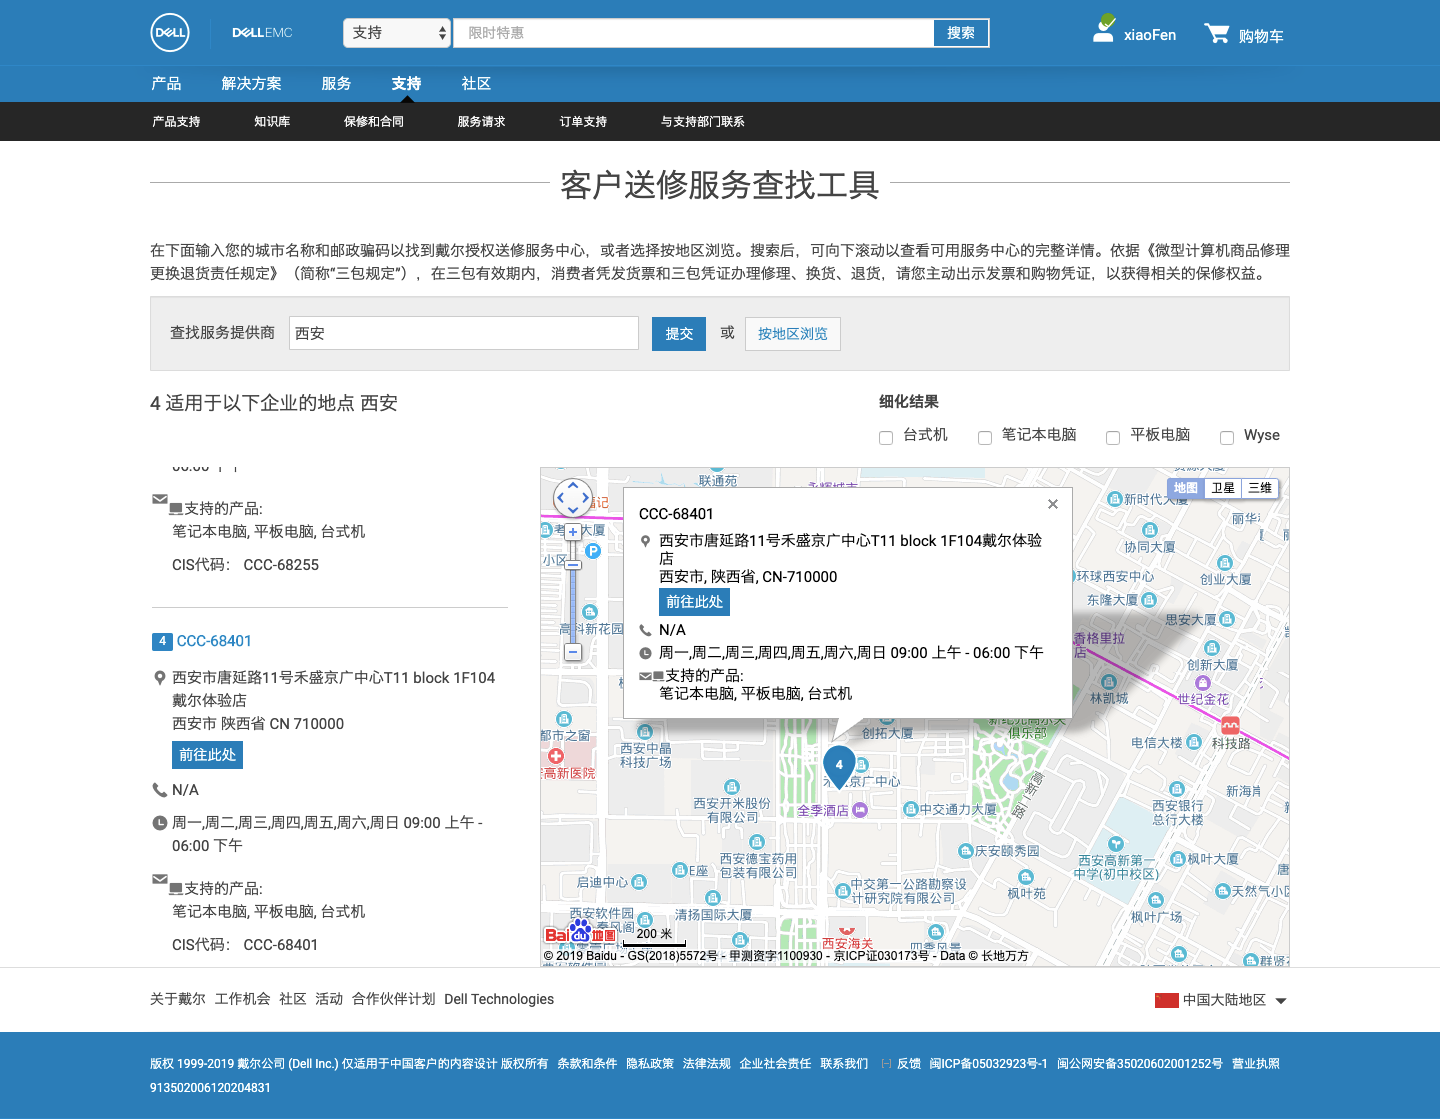 DELL
DELLEMC
支持
限时特惠
搜索
xiaoFen
购物车
产品 解决方案 服务 支持 社区
产品支持 知识库 保修和合同 服务请求 订单支持 与支持部门联系
客户送修服务查找工具
在下面输入您的城市名称和邮政骗码以找到戴尔授权送修服务中心，或者选择按地区浏览。搜索后，可向下滚动以查看可用服务中心的完整详情。依据《微型计算机商品修理
更换退货责任规定》（简称“三包规定”），在三包有效期内，消费者凭发货票和三包凭证办理修理、换货、退货，请您主动出示发票和购物凭证，以获得相关的保修权益。
查找服务提供商 西安 提交 或 按地区浏览
4 适用于以下企业的地点 西安
细化结果
台式机 笔记本电脑 平板电脑 Wyse
06:00 下午
支持的产品:
笔记本电脑, 平板电脑, 台式机
CIS代码： CCC-68255
4 CCC-68401
西安市唐延路11号禾盛京广中心T11 block 1F104
戴尔体验店
西安市 陕西省 CN 710000
前往此处
N/A
周一,周二,周三,周四,周五,周六,周日 09:00 上午 -
06:00 下午
支持的产品:
笔记本电脑, 平板电脑, 台式机
CIS代码： CCC-68401
CCC-68401
西安市唐延路11号禾盛京广中心T11 block 1F104戴尔体验
店
西安市, 陕西省, CN-710000
前往此处
N/A
周一,周二,周三,周四,周五,周六,周日 09:00 上午 - 06:00 下午
支持的产品:
笔记本电脑, 平板电脑, 台式机
地图 卫星 三维
联通苑
新时代大厦
协同大厦
环球西安中心
创业大厦
东隆大厦
思安大厦
香格里拉
店
创新大厦
林凯城
世纪金花
科技路
电信大楼
高科新花园
都市之窗
西安中晶
科技广场
创拓大厦
俱乐部
4
京广中心
全季酒店
中交通力大厦
西安开米股份
有限公司
西安银行
总行大楼
新海岸
庆安颐秀园
西安德宝药用
包装有限公司
E座
启迪中心
西安高新第一
中学(初中校区)
枫叶大厦
中交第一公路勘察设
计研究院有限公司
枫叶苑
天然气小区
枫叶广场
西安软件园
秦风阁
清扬国际大厦
西安海关
四季风景
高新二路
Bai 地图
200 米
© 2019 Baidu - GS(2018)5572号 - 甲测资字1100930 - 京ICP证030173号 - Data © 长地万方
关于戴尔 工作机会 社区 活动 合作伙伴计划 Dell Technologies
中国大陆地区
版权 1999-2019 戴尔公司 (Dell Inc.) 仅适用于中国客户的内容设计 版权所有 条款和条件 隐私政策 法律法规 企业社会责任 联系我们 [-] 反馈 闽ICP备05032923号-1 闽公网安备35020602001252号 营业执照
913502006120204831